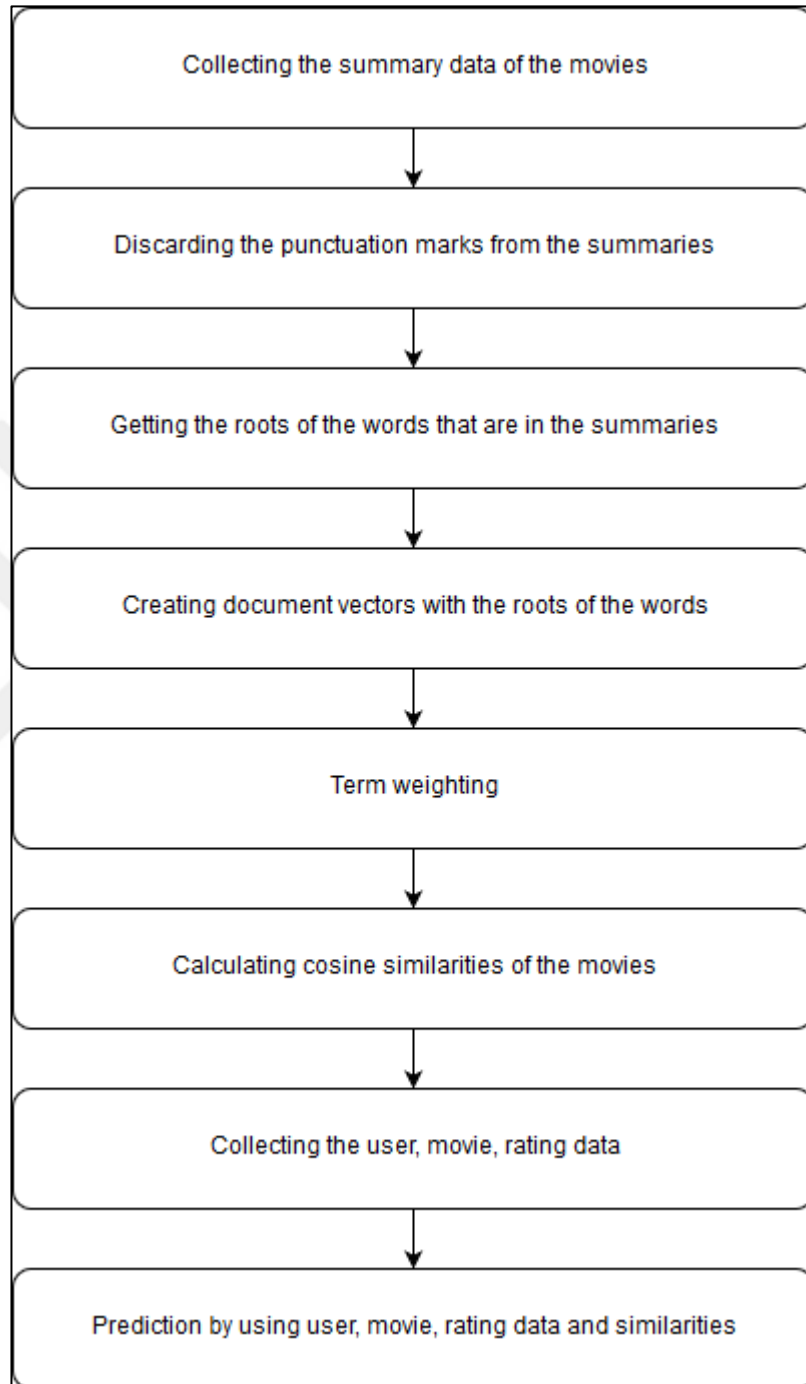 Collecting the summary data of the movies
Discarding the punctuation marks from the summaries
Getting the roots of the words that are in the summaries
Creating document vectors with the roots of the words
Term weighting
Calculating cosine similarities of the movies
Collecting the user, movie, rating data
Prediction by using user, movie, rating data and similarities